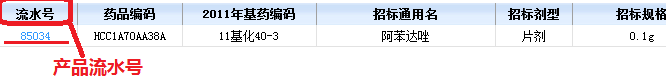 流水号 药品编码 2011年基药编码 招标通用名 招标剂型 招标规格
85034 HCC1A70AA38A 11基化40-3 阿苯达唑 片剂 0.1g
产品流水号